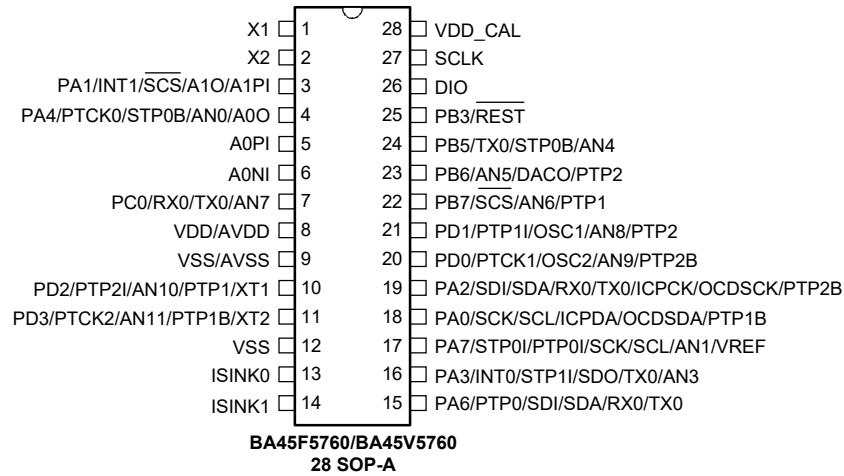 X1 1 28 VDD_CAL
X2 2 27 SCLK
PA1/INT1/SCS/A1O/A1PI 3 26 DIO
PA4/PTCK0/STP0B/AN0/A0O 4 25 PB3/REST
A0PI 5 24 PB5/TX0/STP0B/AN4
A0NI 6 23 PB6/AN5/DACO/PTP2
PC0/RX0/TX0/AN7 7 22 PB7/SCS/AN6/PTP1
VDD/AVDD 8 21 PD1/PTP1I/OSC1/AN8/PTP2
VSS/AVSS 9 20 PD0/PTCK1/OSC2/AN9/PTP2B
PD2/PTP2I/AN10/PTP1/XT1 10 19 PA2/SDI/SDA/RX0/TX0/ICPCK/OCDSCK/PTP2B
PD3/PTCK2/AN11/PTP1B/XT2 11 18 PA0/SCK/SCL/ICPDA/OCDSDA/PTP1B
VSS 12 17 PA7/STP0I/PTP0I/SCK/SCL/AN1/VREF
ISINK0 13 16 PA3/INT0/STP1I/SDO/TX0/AN3
ISINK1 14 15 PA6/PTP0/SDI/SDA/RX0/TX0
BA45F5760/BA45V5760
28 SOP-A